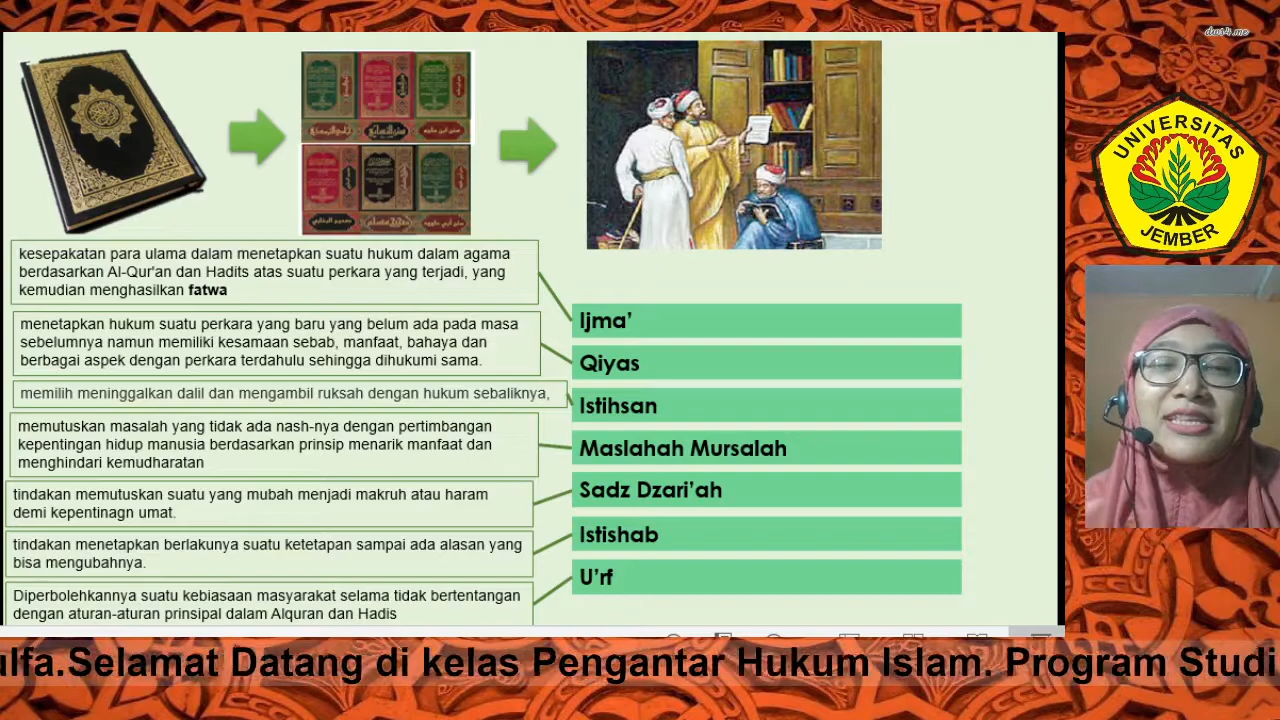 dws4.me
UNIVERSITAS
JEMBER
kesepakatan para ulama dalam menetapkan suatu hukum dalam agama
berdasarkan Al-Qur'an dan Hadits atas suatu perkara yang terjadi, yang
kemudian menghasilkan fatwa
menetapkan hukum suatu perkara yang baru yang belum ada pada masa
sebelumnya namun memiliki kesamaan sebab, manfaat, bahaya dan
berbagai aspek dengan perkara terdahulu sehingga dihukumi sama.
memilih meninggalkan dalil dan mengambil ruksah dengan hukum sebaliknya,
memutuskan masalah yang tidak ada nash-nya dengan pertimbangan
kepentingan hidup manusia berdasarkan prinsip menarik manfaat dan
menghindari kemudharatan
tindakan memutuskan suatu yang mubah menjadi makruh atau haram
demi kepentinagn umat.
tindakan menetapkan berlakunya suatu ketetapan sampai ada alasan yang
bisa mengubahnya.
Diperbolehkannya suatu kebiasaan masyarakat selama tidak bertentangan
dengan aturan-aturan prinsipal dalam Alquran dan Hadis
Ijma’
Qiyas
Istihsan
Maslahah Mursalah
Sadz Dzari’ah
Istishab
U’rf
ulfa.Selamat Datang di kelas Pengantar Hukum Islam. Program Studi